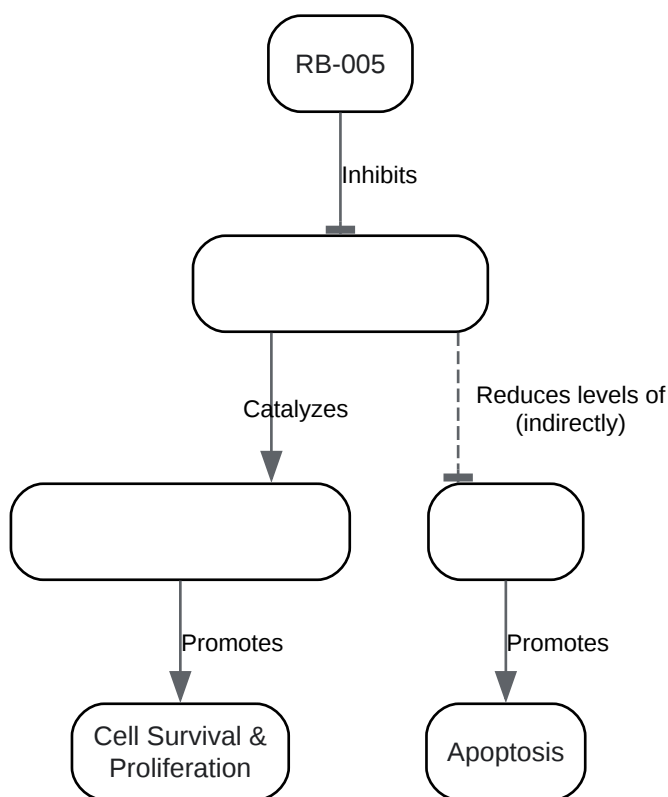 RB-005
Inhibits
Catalyzes
Reduces levels of
(indirectly)
Promotes
Promotes
Cell Survival &
Proliferation
Apoptosis